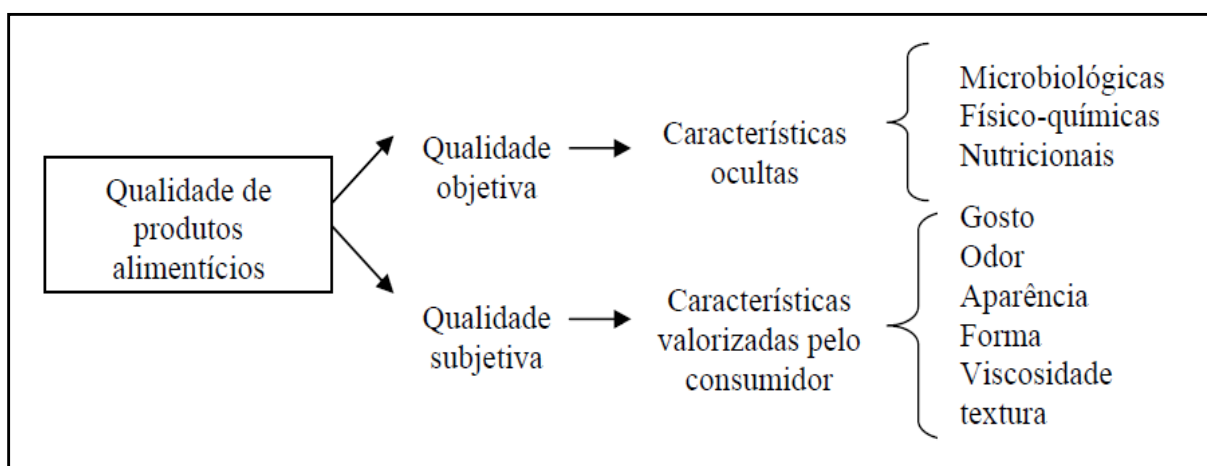 Qualidade de
produtos
alimentícios
Qualidade
objetiva
Características
ocultas
Microbiológicas
Físico-químicas
Nutricionais
Qualidade
subjetiva
Características
valorizadas pelo
consumidor
Gosto
Odor
Aparência
Forma
Viscosidade
textura